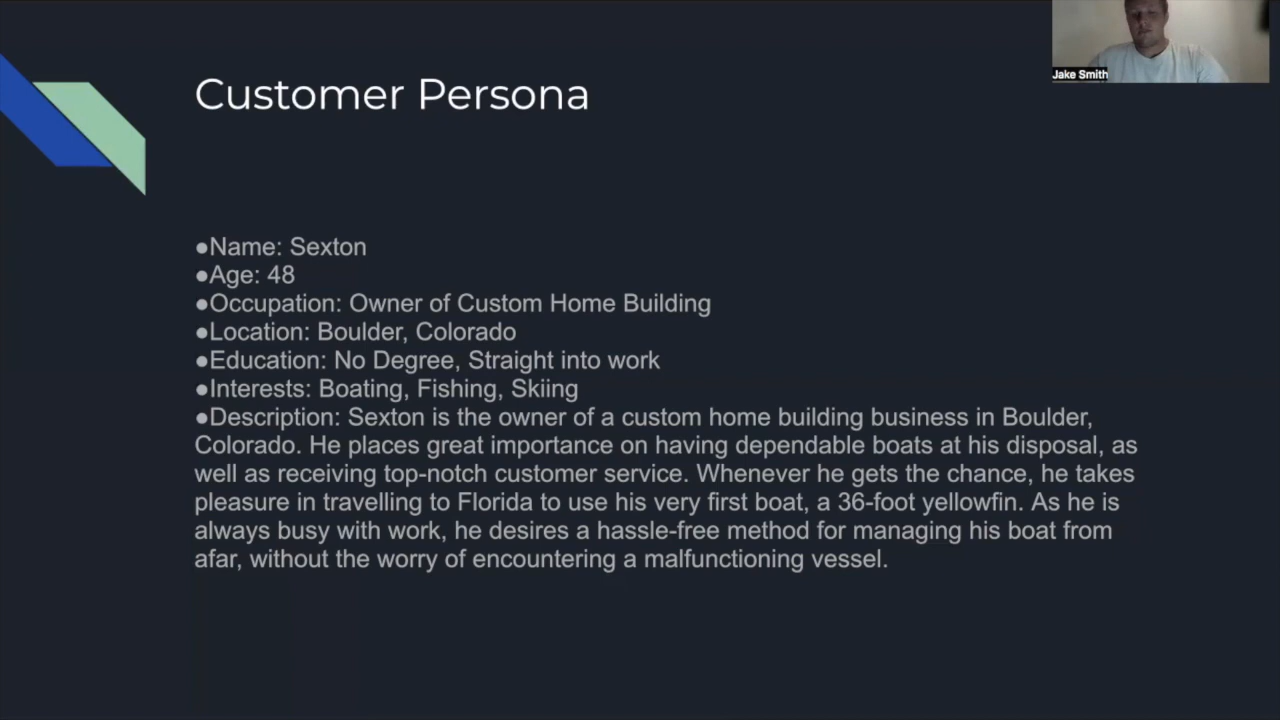 Jake Smith
Customer Persona
●Name: Sexton
●Age: 48
●Occupation: Owner of Custom Home Building
●Location: Boulder, Colorado
●Education: No Degree, Straight into work
●Interests: Boating, Fishing, Skiing
●Description: Sexton is the owner of a custom home building business in Boulder,
Colorado. He places great importance on having dependable boats at his disposal, as
well as receiving top-notch customer service. Whenever he gets the chance, he takes
pleasure in travelling to Florida to use his very first boat, a 36-foot yellowfin. As he is
always busy with work, he desires a hassle-free method for managing his boat from
afar, without the worry of encountering a malfunctioning vessel.